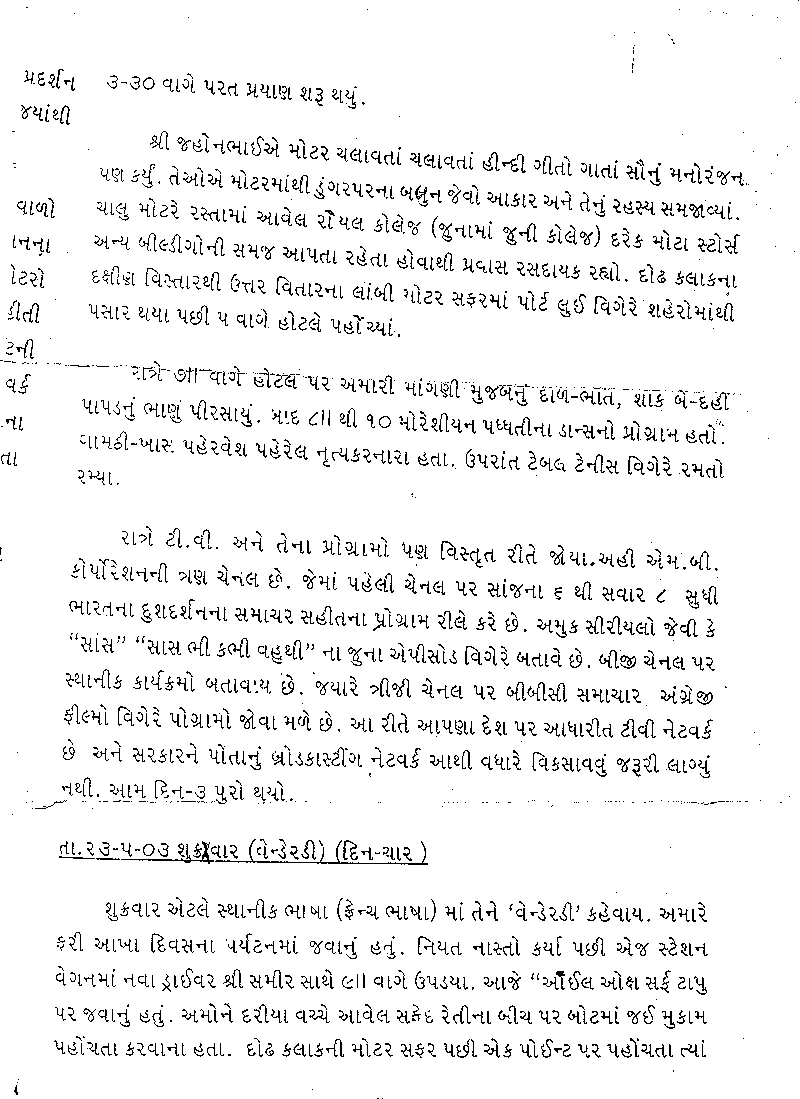 પ્રદર્શન
જયાંથી
વાળો
ાનના
ોટરો
કીતી
ટની
વર્ક
ના
તા
૩-૩૦ વાગે પરત પ્રયાણ શરૂ થયું.
શ્રી જહોનભાઈએ મોટર ચલાવતાં ચલાવતાં હીન્દી ગીતો ગાતાં સૌનું મનોરંજન
પણ કર્યું. તેઓએ મોટરમાંથી ડુંગરપરના બલુન જેવો આકાર અને તેનું રહસ્ય સમજાવ્યાં.
ચાલુ મોટરે રસ્તામાં આવેલ રૉયલ કોલેજ (જુનામાં જુની કોલેજ) દરેક મોટા સ્ટોર્સ
અન્ય બીલ્ડીગોની સમજ આપતા રહેતા હોવાથી પ્રવાસ રસદાયક રહ્યો. દોઢ કલાકના
દક્ષીણ વિસ્તારથી ઉત્તર વિતારના લાંબી મોટર સફરમાં પોર્ટ લુઈ વિગેરે શહેરોમાંથી
પસાર થયા પછી ૫ વાગે હોટલે પહોંચ્યાં.
રાત્રે ૭ાા વાગે હોટલ પર અમારી માંગણી મુજબનુ દાળ-ભાત, શાક બે-દહીં
પાપડનું ભાણું પીરસાયું. બાદ ૮ાા થી ૧૦ મોરેશીયન પધ્ધતીના ડાન્સનો પ્રોગ્રામ હતો.
ગામઠી-ખાસ પહેરવેશ પહેરેલ નૃત્યકરનારા હતા. ઉપરાંત ટેબલ ટેનીસ વિગેરે રમતો
રમ્યા.
રાત્રે ટી.વી. અને તેના પ્રોગ્રામો પણ વિસ્તૃત રીતે જોયા.અહી એમ.બી.
કોર્પોરેશનની ત્રણ ચેનલ છે. જેમાં પહેલી ચેનલ પર સાંજના ૬ થી સવાર ૮ સુધી
ભારતના દુશદર્શનના સમાચર સહીતના પ્રોગ્રામ રીલે કરે છે. અમુક સીરીયલો જેવી કે
“સાંસ” “સાસ ભી કભી વહુથી” ના જુના એપીસોડ વિગેરે બતાવે છે. બીજી ચેનલ પર
સ્થાનીક કાર્યક્રમો બતાવાય છે. જયારે ત્રીજી ચેનલ પર બીબીસી સમાચાર અંગ્રેજી
ફીલ્મો વિગેરે પોગ્રામો જોવા મળે છે. આ રીતે આપણા દેશ પર આધારીત ટીવી નેટવર્ક
છે અને સરકારને પોતાનું બ્રોડકાસ્ટીંગ નેટવર્ક આથી વધારે વિકસાવવું જરૂરી લાગ્યું
નથી. આમ દિન-૩ પુરો થયો.
તા.૨૩-૫-૦૩ શુક્રવાર (વેન્ડેરડી) (દિન-ચાર)
શુક્રવાર એટલે સ્થાનીક ભાષા (ફ્રેન્ચ ભાષા) માં તેને ‘વેન્ડેરડી’ કહેવાય. અમારે
ફરી આખા દિવસના પર્યટનમાં જવાનું હતું. નિયત નાસ્તો કર્યા પછી એજ સ્ટેશન
વેગનમાં નવા ડ્રાઈવર શ્રી સમીર સાથે ૯ાા વાગે ઉપડયા. આજે “ઑઈલ ઓક્ષ સર્ફ ટાપુ
પર જવાનું હતું. અમોને દરીયા વચ્ચે આવેલ સફેદ રેતીના બીચ પર બોટમાં જઈ મુકામ
પહોંચતા કરવાના હતા. દોઢ કલાકની મોટર સફર પછી એક પોઈન્ટ પર પહોંચતા ત્યાં